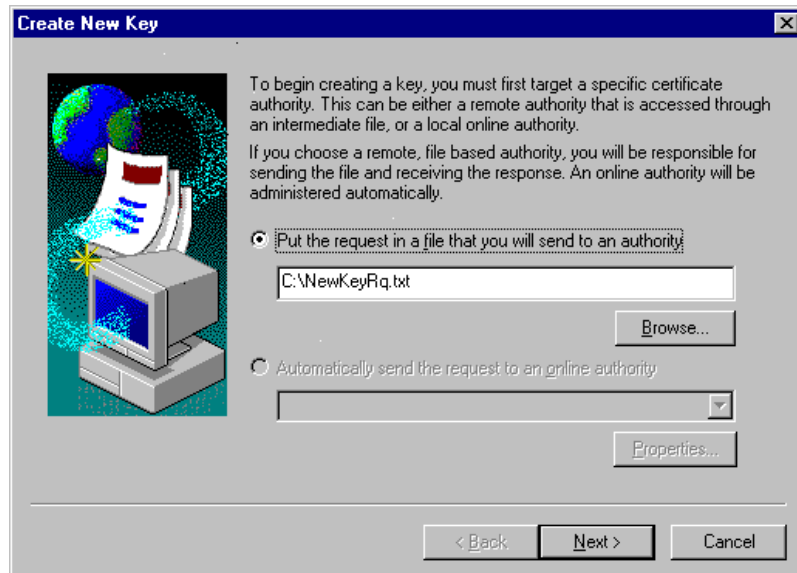 Create New Key
To begin creating a key, you must first target a specific certificate
authority. This can be either a remote authority that is accessed through
an intermediate file, or a local online authority.
If you choose a remote, file based authority, you will be responsible for
sending the file and receiving the response. An online authority will be
administered automatically.
Put the request in a file that you will send to an authority
C:\NewKeyRq.txt
Browse...
Automatically send the request to an online authority
Properties...
< Back
Next >
Cancel